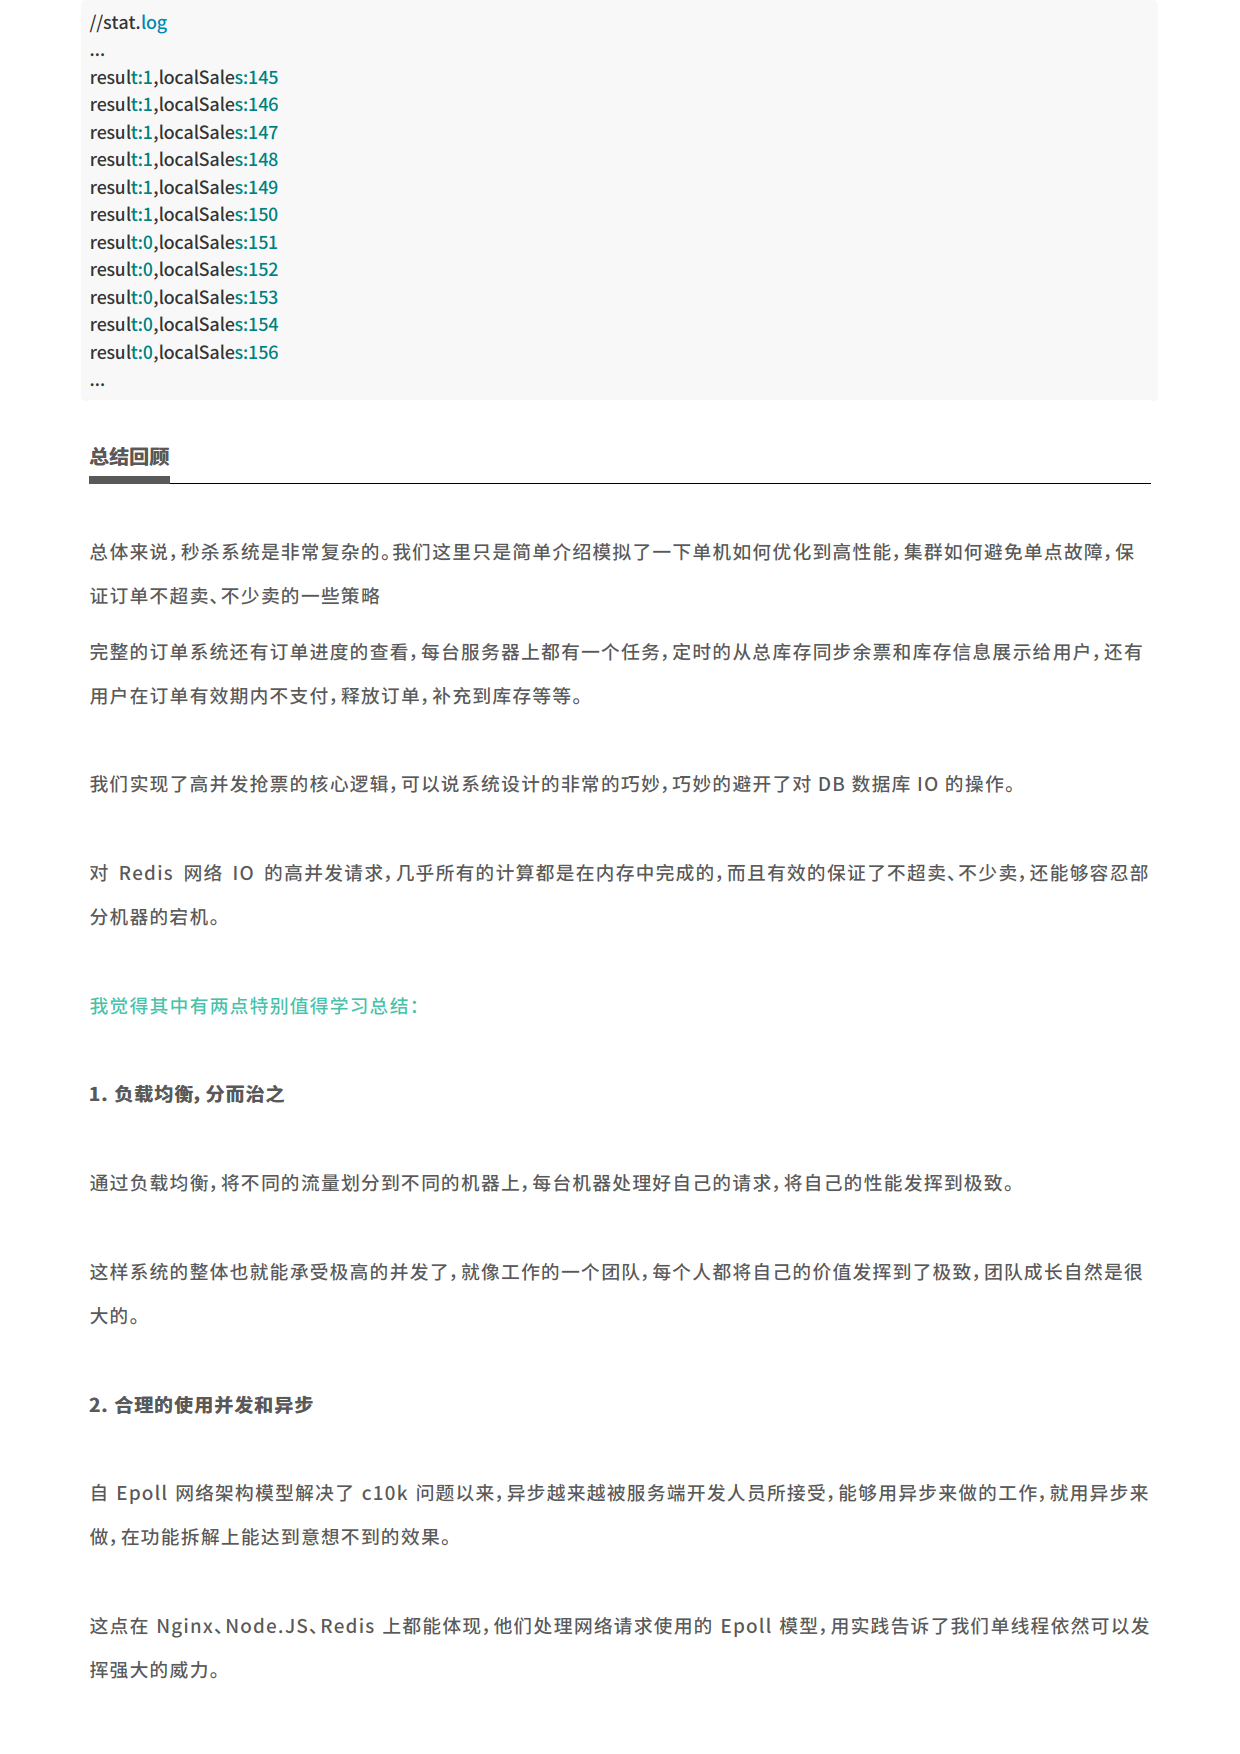 //stat.log
...
result:1,localSales:145
result:1,localSales:146
result:1,localSales:147
result:1,localSales:148
result:1,localSales:149
result:1,localSales:150
result:0,localSales:151
result:0,localSales:152
result:0,localSales:153
result:0,localSales:154
result:0,localSales:156
...
总结回顾
总体来说，秒杀系统是非常复杂的。我们这里只是简单介绍模拟了一下单机如何优化到高性能，集群如何避免单点故障，保
证订单不超卖、不少卖的一些策略
完整的订单系统还有订单进度的查看，每台服务器上都有一个任务，定时的从总库存同步余票和库存信息展示给用户，还有
用户在订单有效期内不支付，释放订单，补充到库存等等。
我们实现了高并发抢票的核心逻辑，可以说系统设计的非常的巧妙，巧妙的避开了对 DB 数据库 IO 的操作。
对 Redis 网络 IO 的高并发请求，几乎所有的计算都是在内存中完成的，而且有效的保证了不超卖、不少卖，还能够容忍部
分机器的宕机。
我觉得其中有两点特别值得学习总结：
1. 负载均衡，分而治之
通过负载均衡，将不同的流量划分到不同的机器上，每台机器处理好自己的请求，将自己的性能发挥到极致。
这样系统的整体也就能承受极高的并发了，就像工作的一个团队，每个人都将自己的价值发挥到了极致，团队成长自然是很
大的。
2. 合理的使用并发和异步
自 Epoll 网络架构模型解决了 c10k 问题以来，异步越来越被服务端开发人员所接受，能够用异步来做的工作，就用异步来
做，在功能拆解上能达到意想不到的效果。
这点在 Nginx、Node.JS、Redis 上都能体现，他们处理网络请求使用的 Epoll 模型，用实践告诉了我们单线程依然可以发
挥强大的威力。